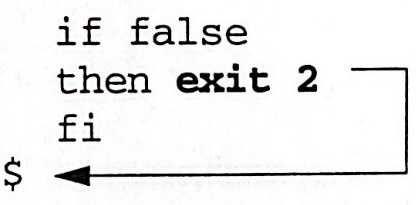 if false
then exit 2
fi
$